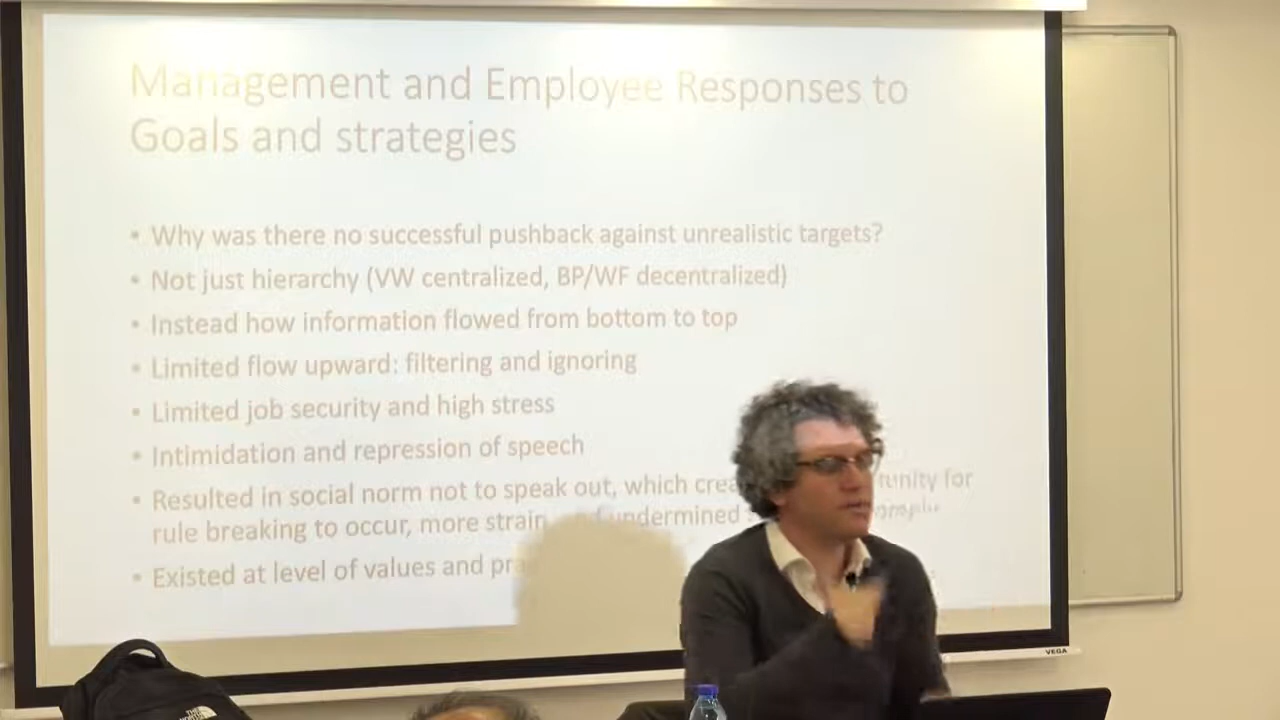 Management and Employee Responses to
Goals and strategies
• Why was there no successful pushback against unrealistic targets?
• Not just hierarchy (VW centralized, BP/WF decentralized)
• Instead how information flowed from bottom to top
• Limited flow upward: filtering and ignoring
• Limited job security and high stress
• Intimidation and repression of speech
• Resulted in social norm not to speak out, which for
rule breaking to occur, more strain undermined
• Existed at level of values and
VEGA